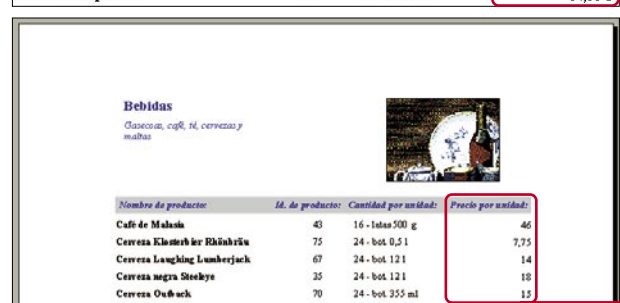 Bebidas
Gaseosas, café, té, cervezas y
maltas
Nombre de producto: Id. de producto: Cantidad por unidad: Precio por unidad:
Café de Malasia 43 16 - latas 500 g 46
Cerveza Klosterbier Rhönbräu 75 24 - bot. 0,5 l 7,75
Cerveza Laughing Lumberjack 67 24 - bot. 12 l 14
Cerveza negra Steeleye 35 24 - bot. 12 l 18
Cerveza Outback 70 24 - bot. 355 ml 15